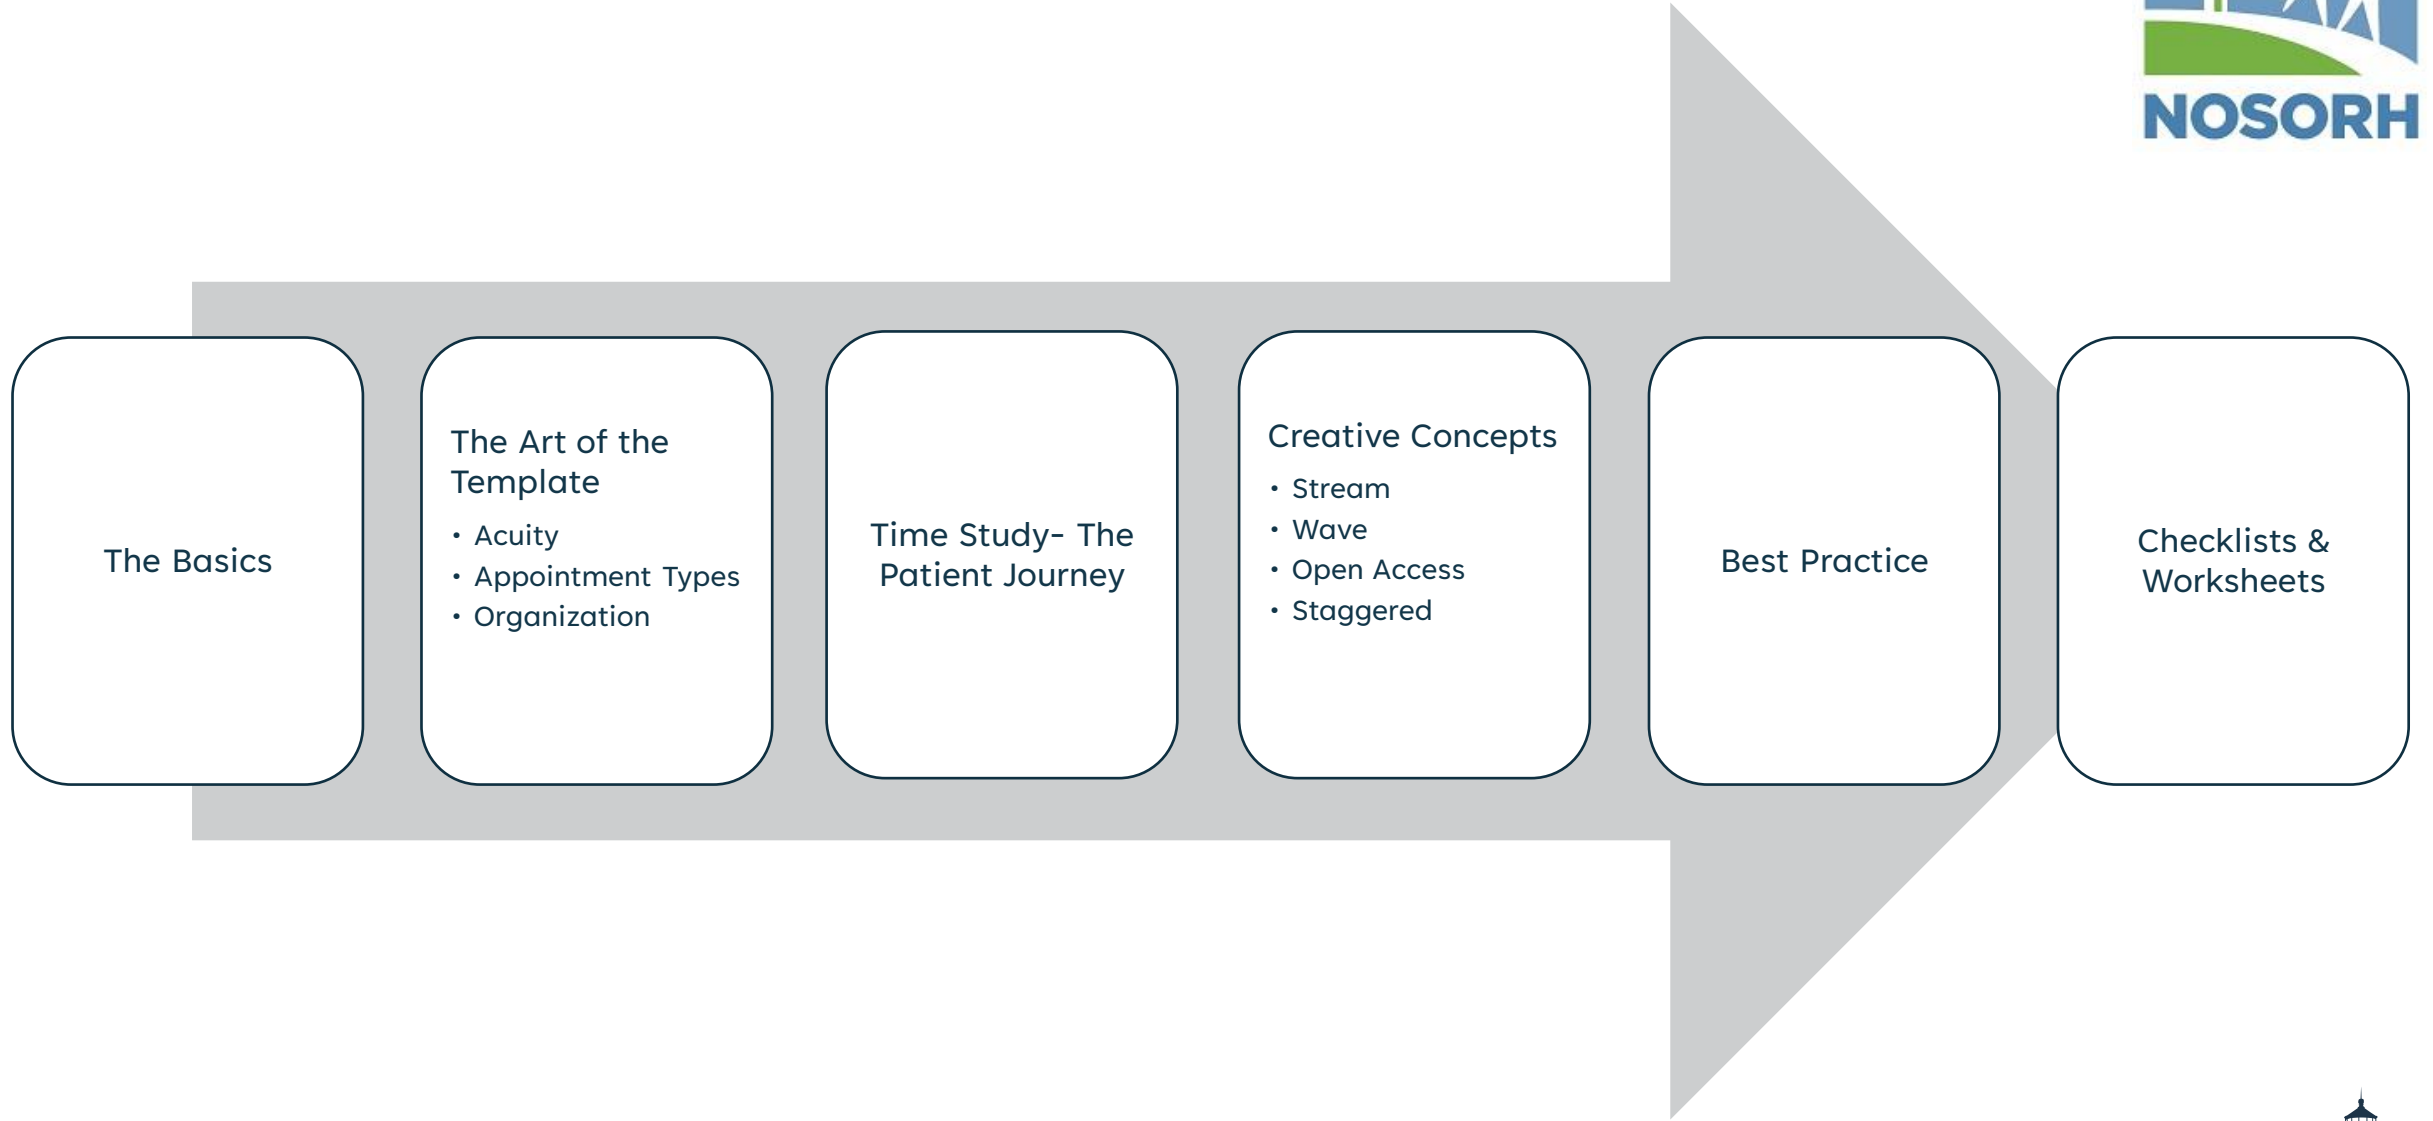 NOSORH
The Basics
The Art of the
Template
• Acuity
• Appointment Types
• Organization
Time Study- The
Patient Journey
Creative Concepts
• Stream
• Wave
• Open Access
• Staggered
Best Practice
Checklists &
Worksheets